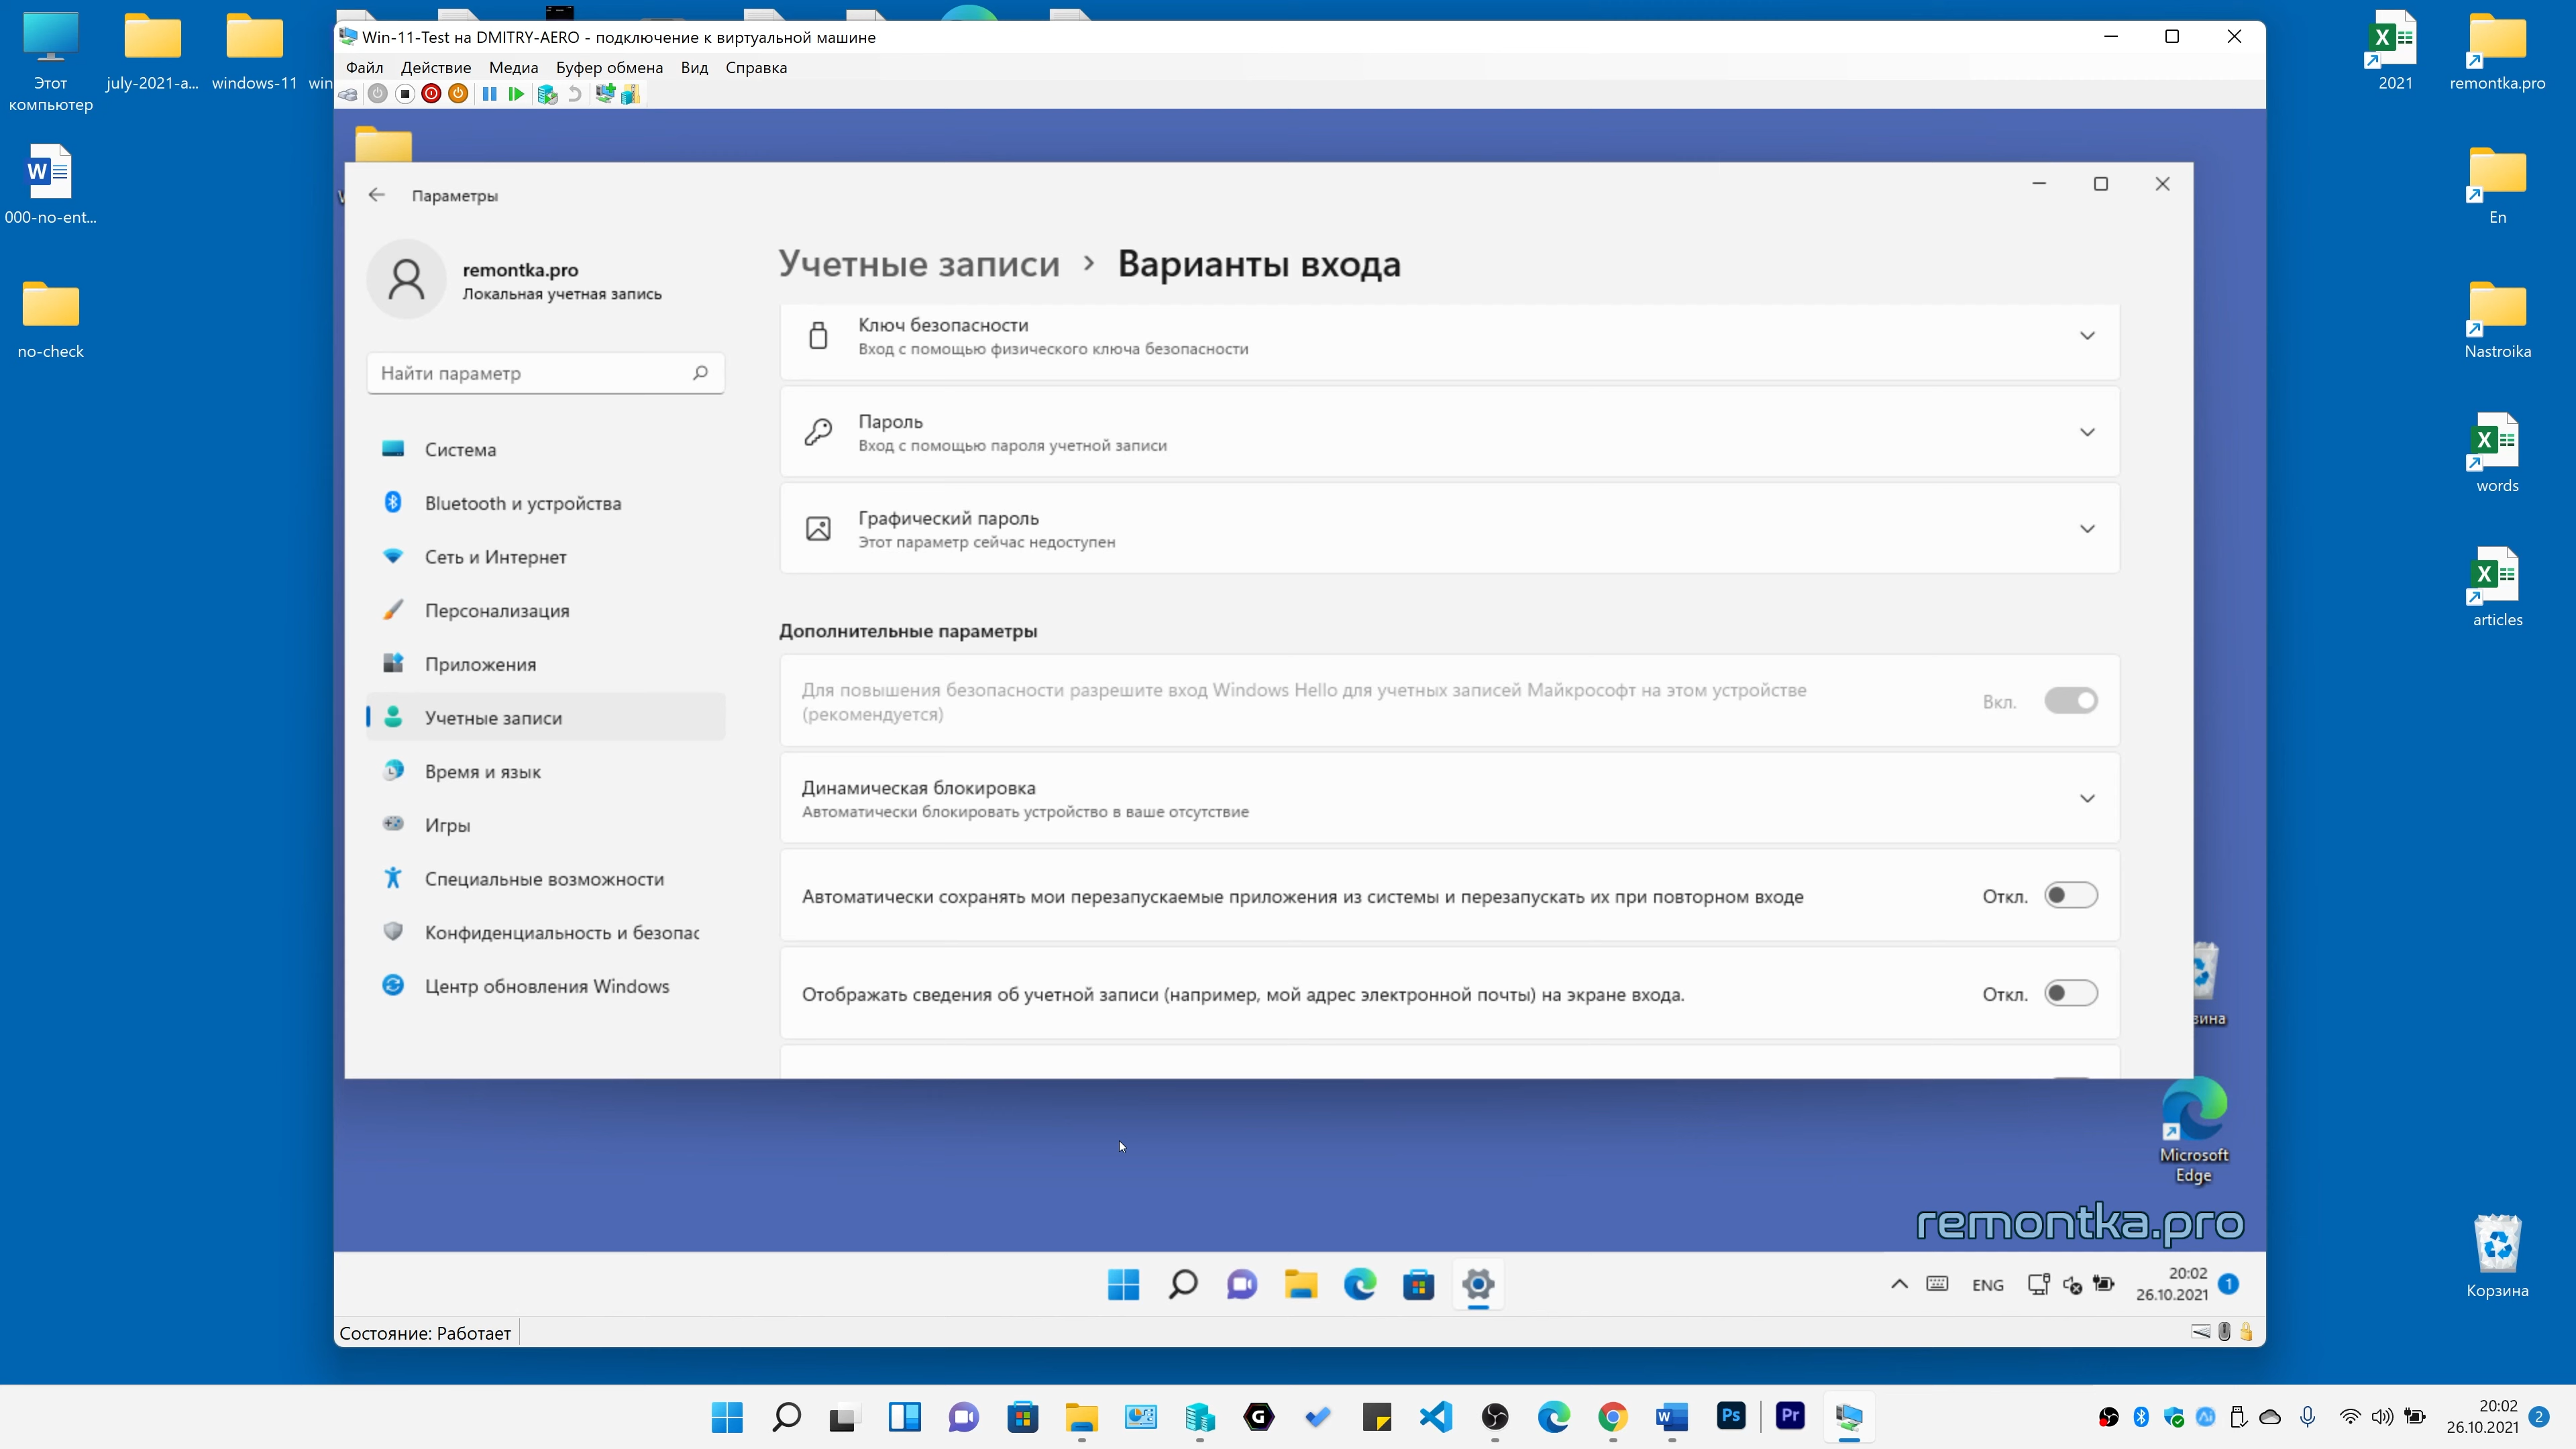 Этот
компьютер
july-2021-a...
windows-11
win
2021
remontka.pro
000-no-ent...
no-check
En
Nastroika
words
articles
Корзина
Win-11-Test на DMITRY-AERO - подключение к виртуальной машине
Файл Действие Медиа Буфер обмена Вид Справка
Параметры
remontka.pro
Локальная учетная запись
Найти параметр
Система
Bluetooth и устройства
Сеть и Интернет
Персонализация
Приложения
Учетные записи
Время и язык
Игры
Специальные возможности
Конфиденциальность и безопас
Центр обновления Windows
Учетные записи › Варианты входа
Ключ безопасности
Вход с помощью физического ключа безопасности
Пароль
Вход с помощью пароля учетной записи
Графический пароль
Этот параметр сейчас недоступен
Дополнительные параметры
Для повышения безопасности разрешите вход Windows Hello для учетных записей Майкрософт на этом устройстве
(рекомендуется)
Вкл.
Динамическая блокировка
Автоматически блокировать устройство в ваше отсутствие
Автоматически сохранять мои перезапускаемые приложения из системы и перезапускать их при повторном входе
Откл.
Отображать сведения об учетной записи (например, мой адрес электронной почты) на экране входа.
Откл.
зина
Microsoft
Edge
remontka.pro
ENG
20:02
26.10.2021
1
Состояние: Работает
Ps
Pr
20:02
26.10.2021
2